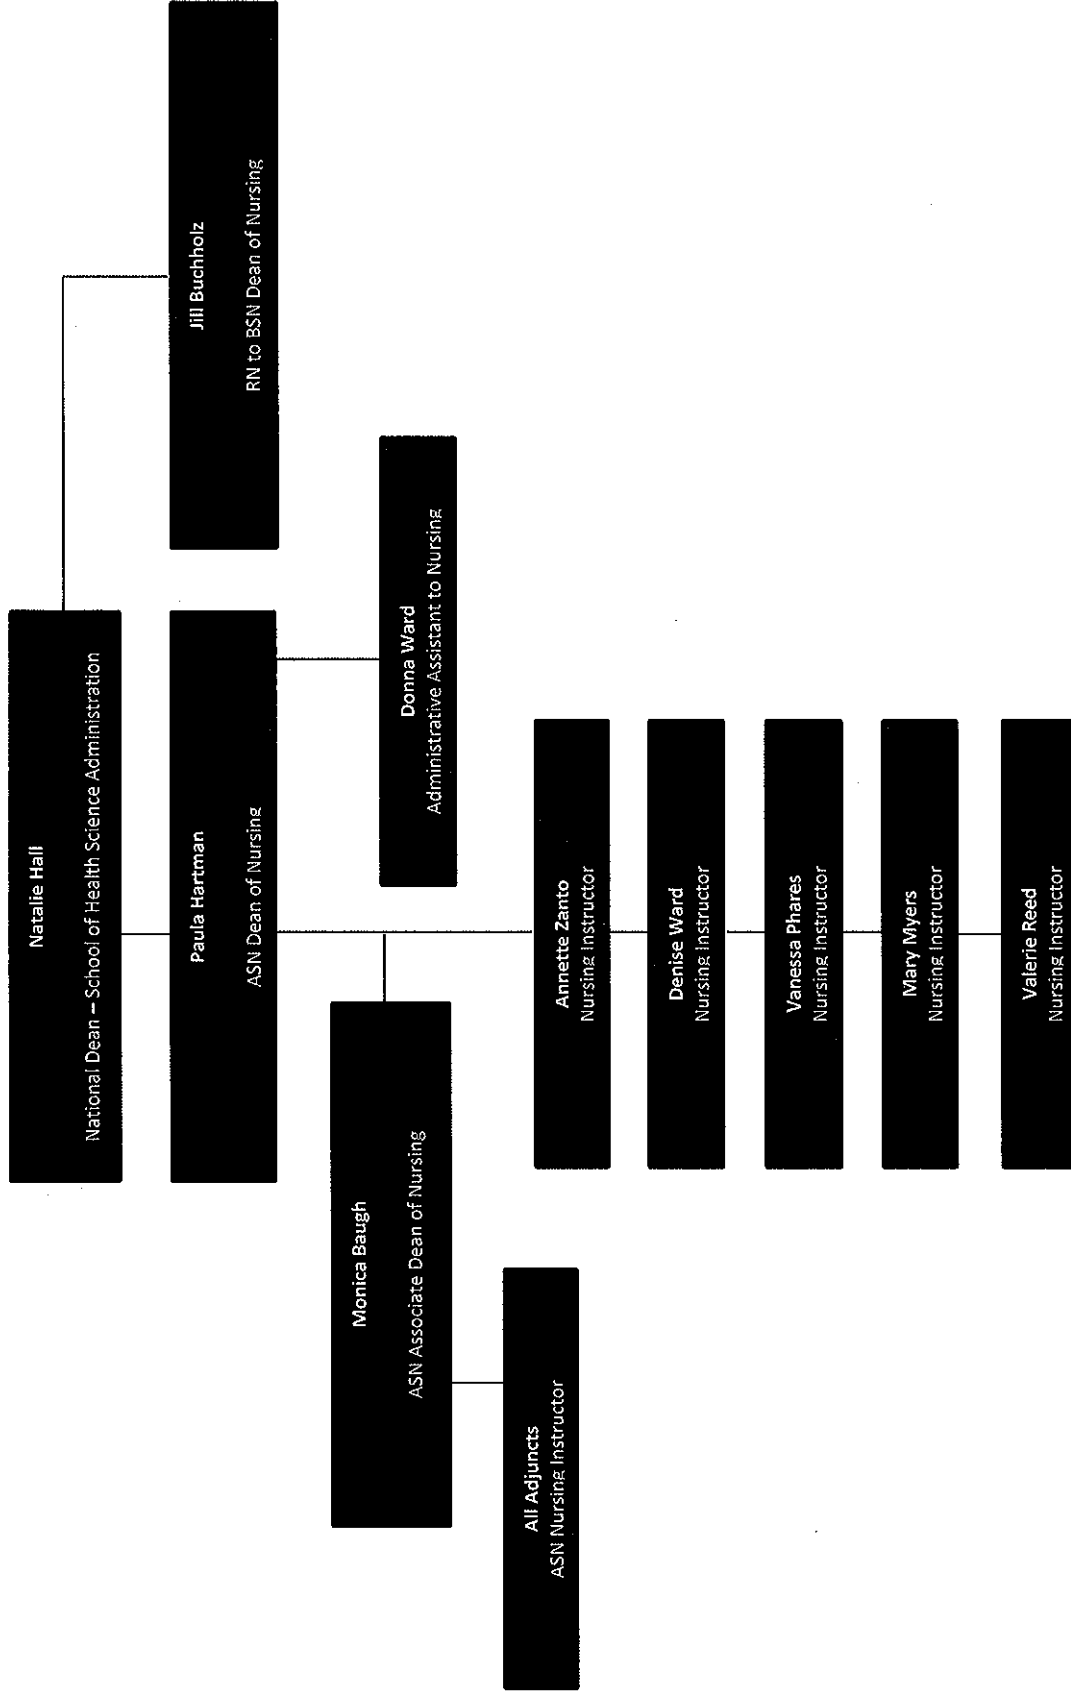 Natalie Hall
National Dean – School of Health Science Administration
Paula Hartman
ASN Dean of Nursing
Jill Buchholz
RN to BSN Dean of Nursing
Monica Baugh
ASN Associate Dean of Nursing
Donna Ward
Administrative Assistant to Nursing
All Adjuncts
ASN Nursing Instructor
Annette Zanto
Nursing Instructor
Denise Ward
Nursing Instructor
Vanessa Phares
Nursing Instructor
Mary Myers
Nursing Instructor
Valerie Reed
Nursing Instructor